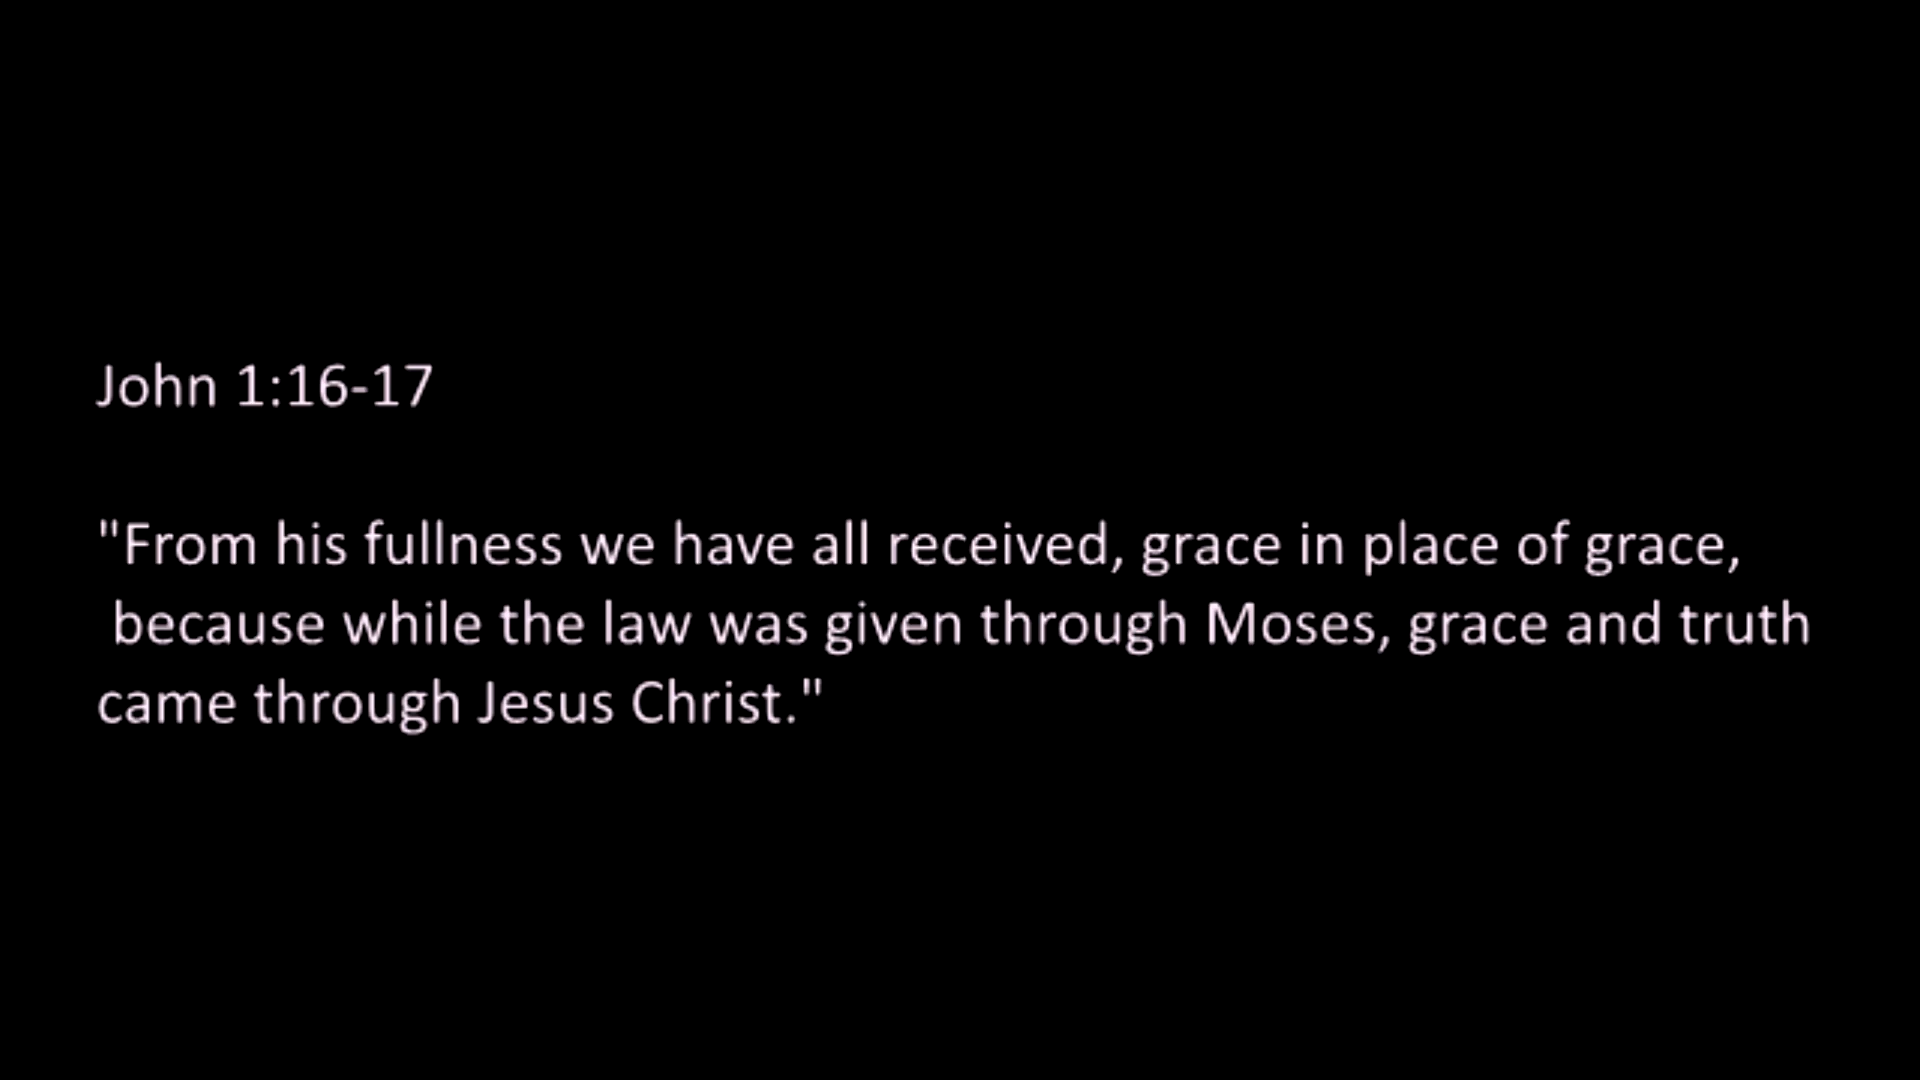 John 1:16-17
"From his fullness we have all received, grace in place of grace,
because while the law was given through Moses, grace and truth
came through Jesus Christ."